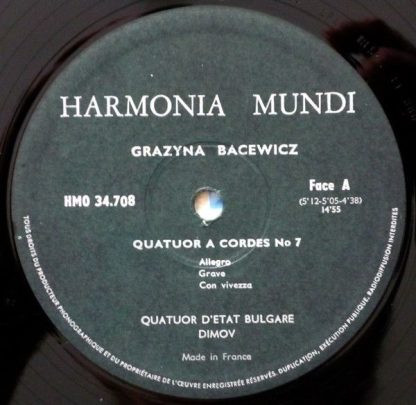 HARMONIA MUNDI
GRAZYNA BACEWICZ
HMO 34.708
Face A
(5'12-5'05-4'38)
14'55
QUATUOR A CORDES No 7
Allegro
Grave
Con vivezza
QUATUOR D'ETAT BULGARE
DIMOV
Made in France
TOUS DROITS DU PRODUCTEUR PHONOGRAPHIQUE ET DU PROPRIÉTAIRE DE L'ŒUVRE ENREGISTRÉE RÉSERVÉS. DUPLICATION, EXÉCUTION PUBLIQUE, RADIODIFFUSION INTERDITES